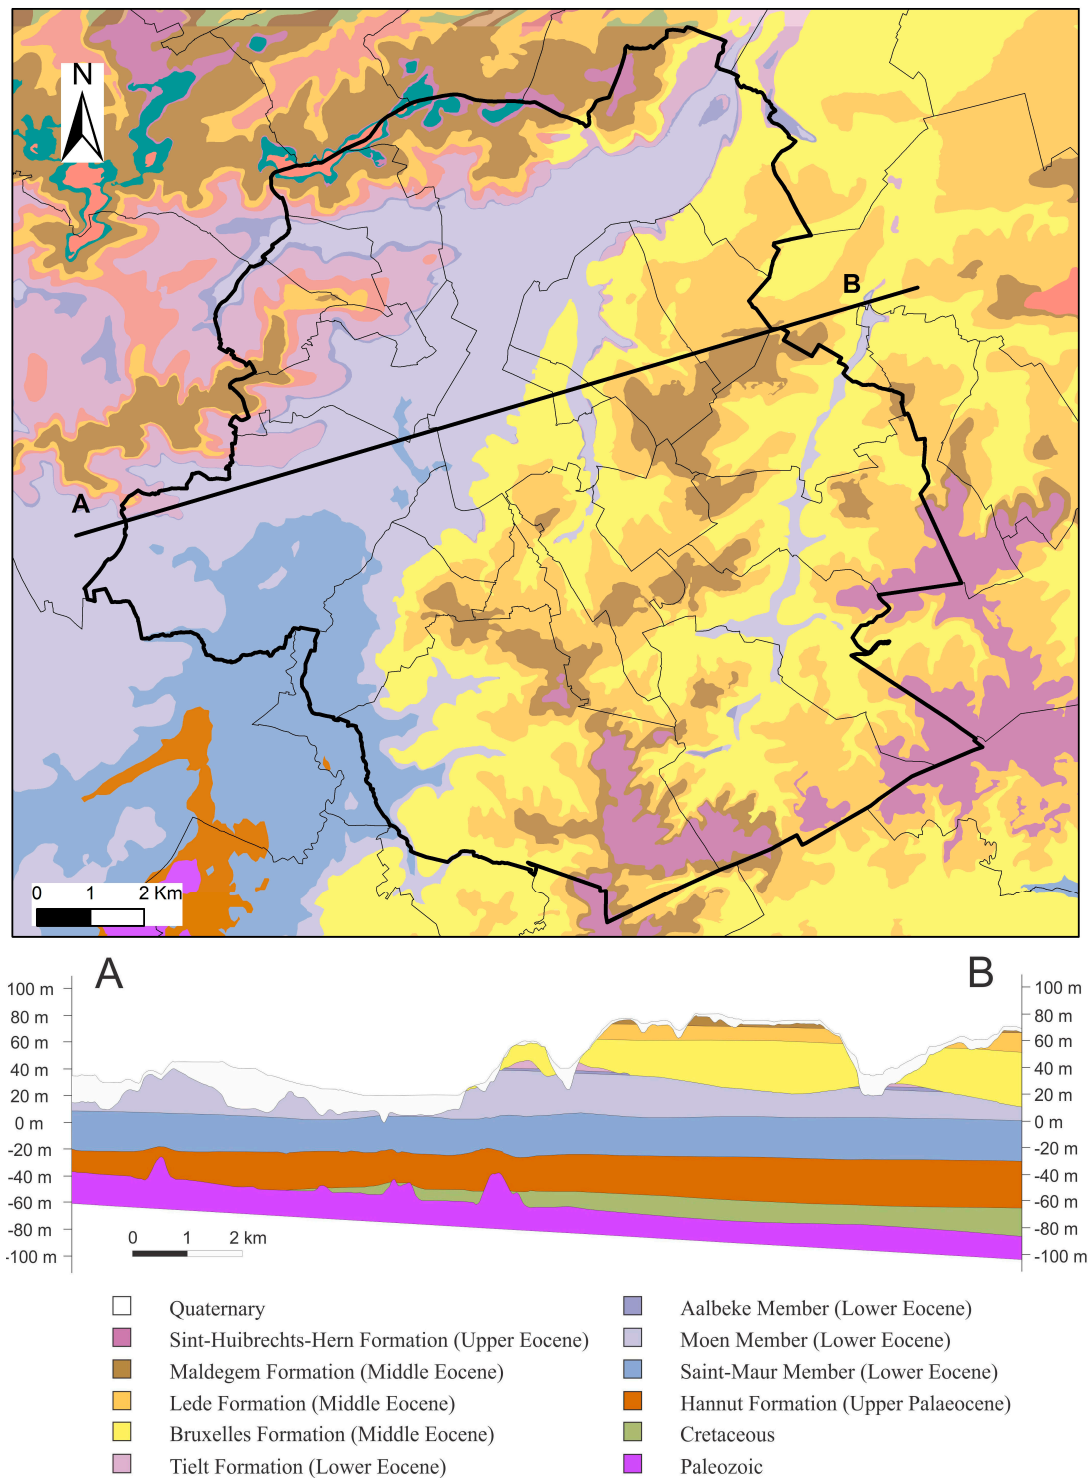 N
B
A
0 1 2 Km
A B
100 m 100 m
80 m 80 m
60 m 60 m
40 m 40 m
20 m 20 m
0 m 0 m
-20 m -20 m
-40 m -40 m
-60 m -60 m
-80 m -80 m
-100 m -100 m
0 1 2 km
Quaternary
Sint-Huibrechts-Hern Formation (Upper Eocene)
Maldegem Formation (Middle Eocene)
Lede Formation (Middle Eocene)
Bruxelles Formation (Middle Eocene)
Tielt Formation (Lower Eocene)
Aalbeke Member (Lower Eocene)
Moen Member (Lower Eocene)
Saint-Maur Member (Lower Eocene)
Hannut Formation (Upper Palaeocene)
Cretaceous
Paleozoic